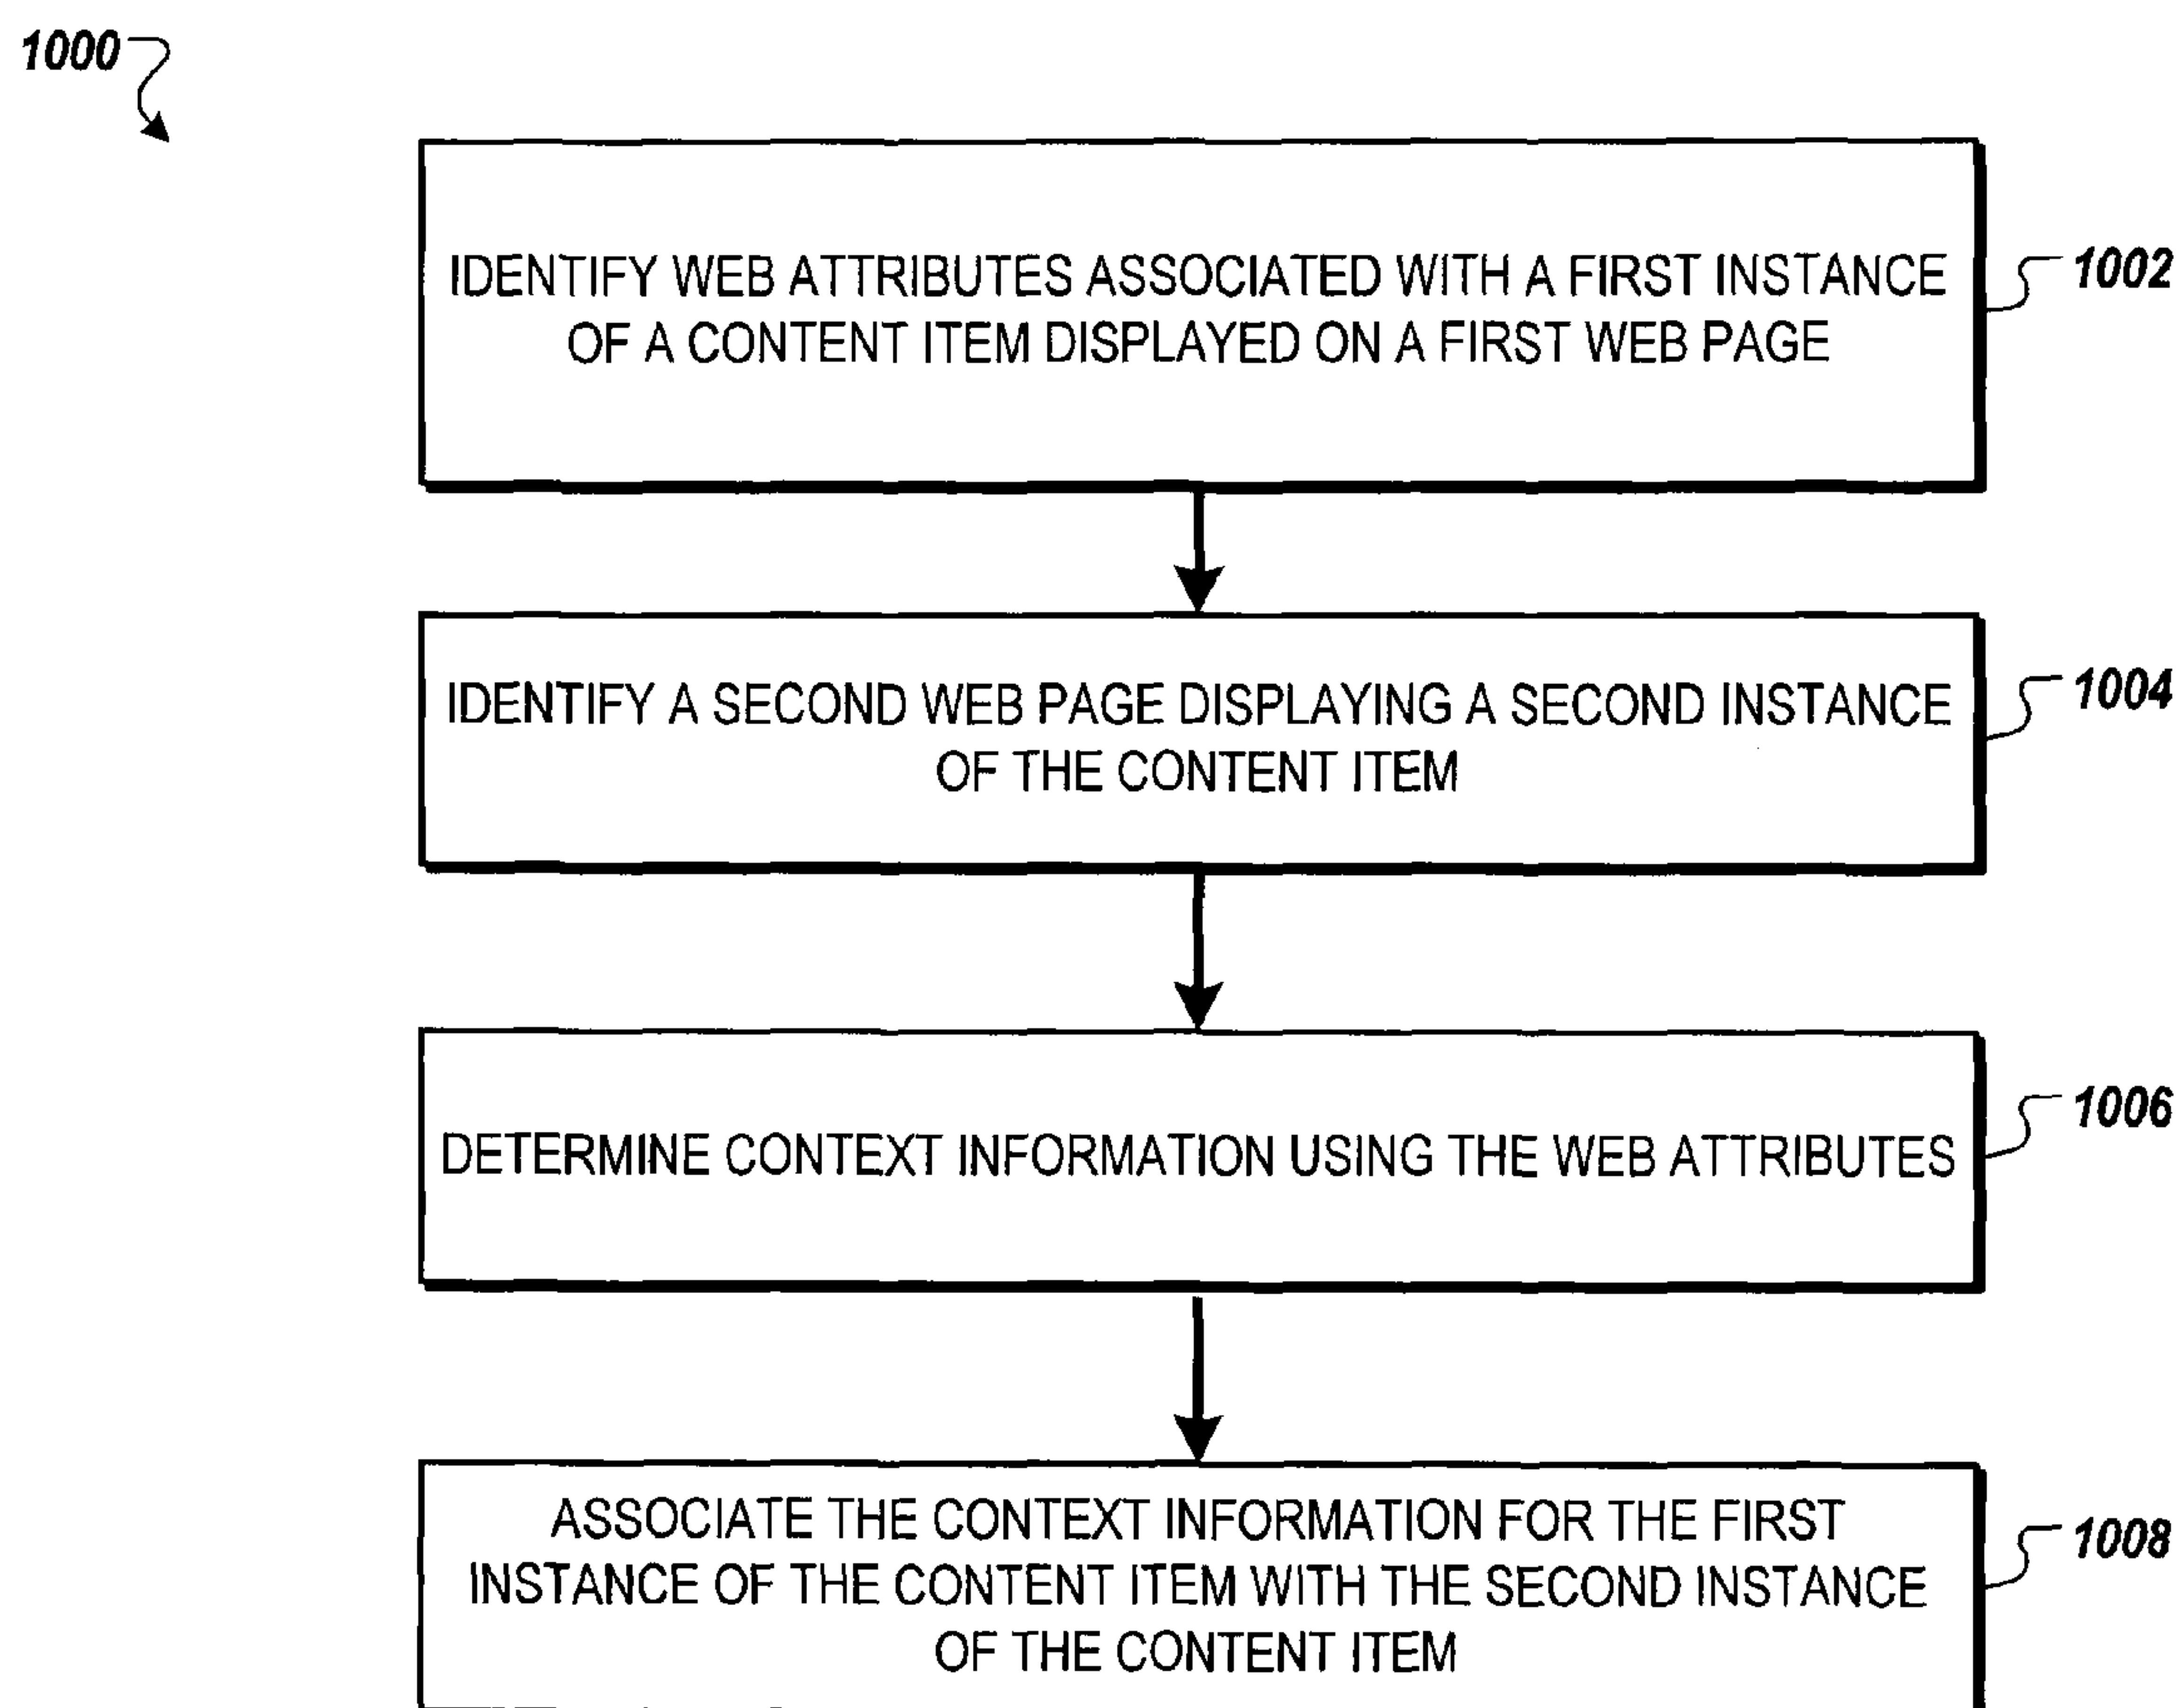 1000
IDENTIFY WEB ATTRIBUTES ASSOCIATED WITH A FIRST INSTANCE
OF A CONTENT ITEM DISPLAYED ON A FIRST WEB PAGE
1002
IDENTIFY A SECOND WEB PAGE DISPLAYING A SECOND INSTANCE
OF THE CONTENT ITEM
1004
DETERMINE CONTEXT INFORMATION USING THE WEB ATTRIBUTES
1006
ASSOCIATE THE CONTEXT INFORMATION FOR THE FIRST
INSTANCE OF THE CONTENT ITEM WITH THE SECOND INSTANCE
OF THE CONTENT ITEM
1008